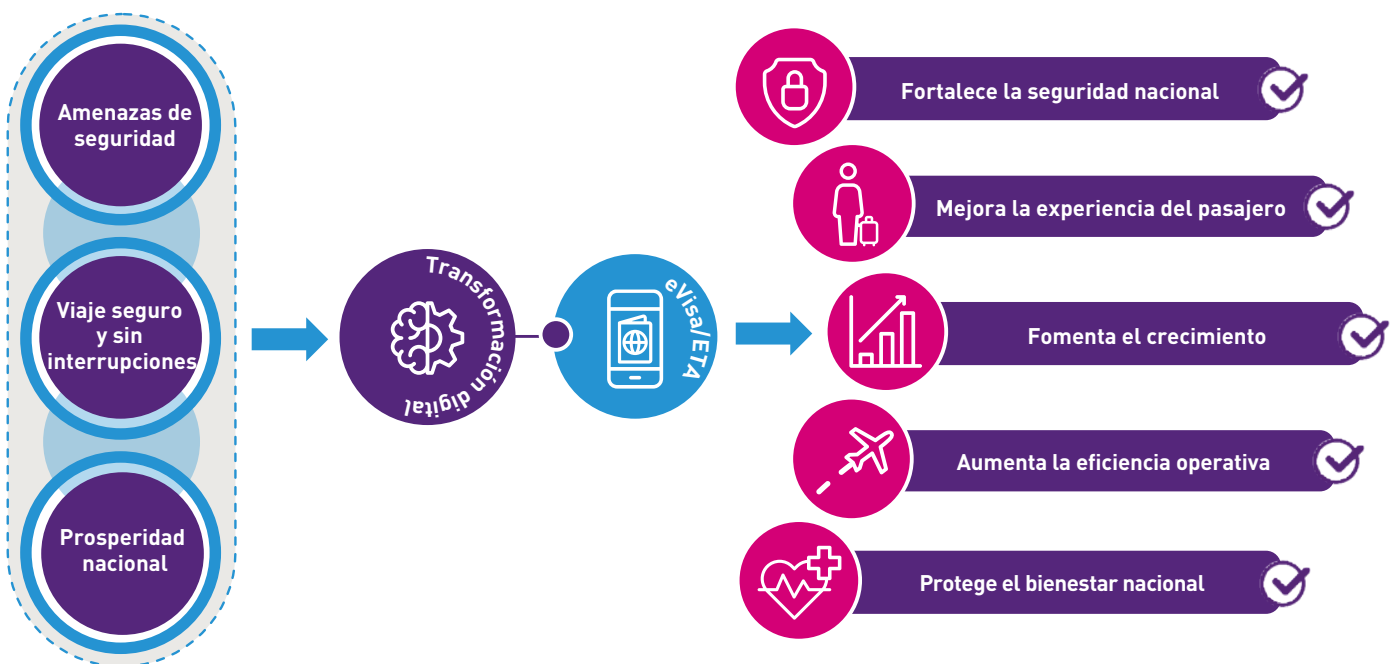 Amenazas de
seguridad
Viaje seguro
y sin
interrupciones
Prosperidad
nacional
Transformación digital
eVisa/ETA
Fortalece la seguridad nacional
Mejora la experiencia del pasajero
Fomenta el crecimiento
Aumenta la eficiencia operativa
Protege el bienestar nacional